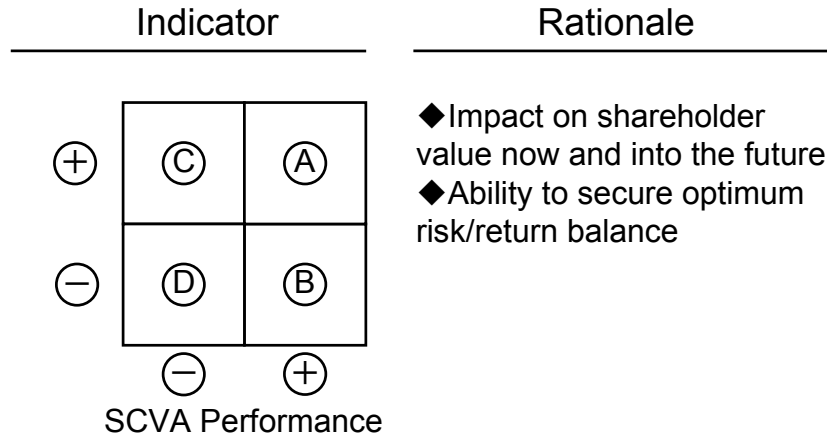 Indicator
Rationale
+
C
A
◆Impact on shareholder
value now and into the future
◆Ability to secure optimum
risk/return balance
−
D
B
−
+
SCVA Performance